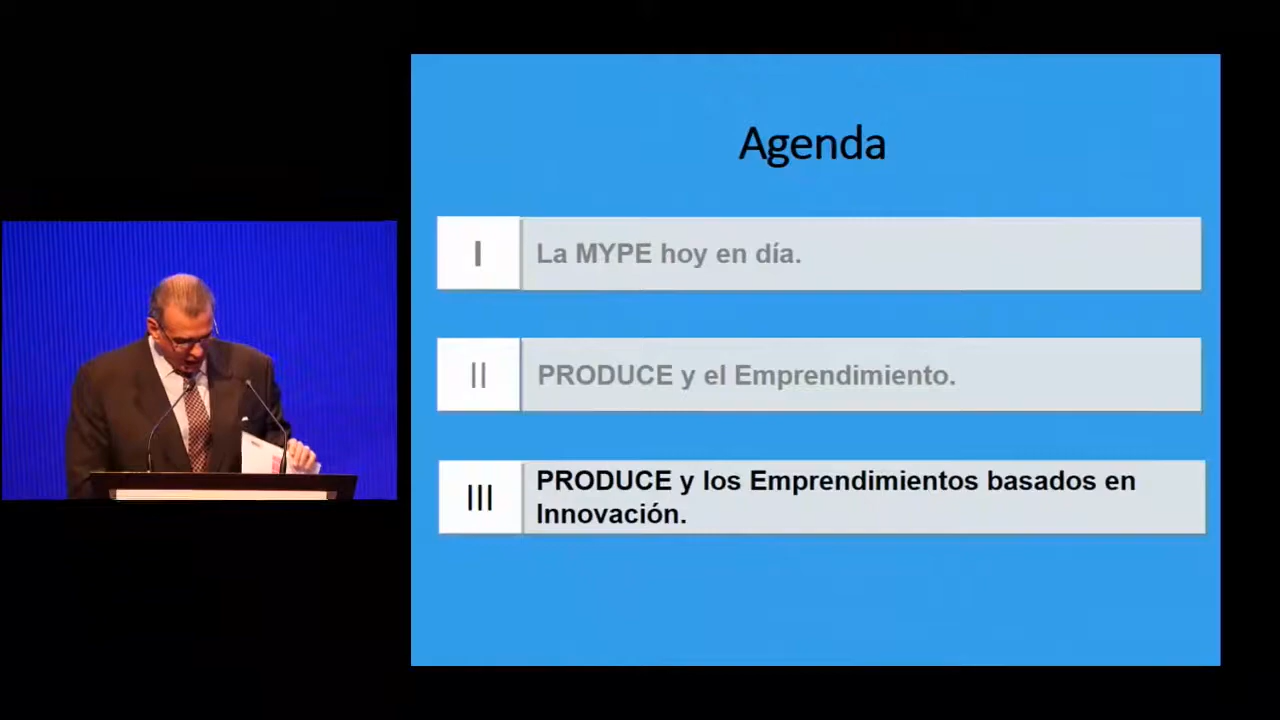 Agenda
I
La MYPE hoy en día.
II
PRODUCE y el Emprendimiento.
III
PRODUCE y los Emprendimientos basados en
Innovación.